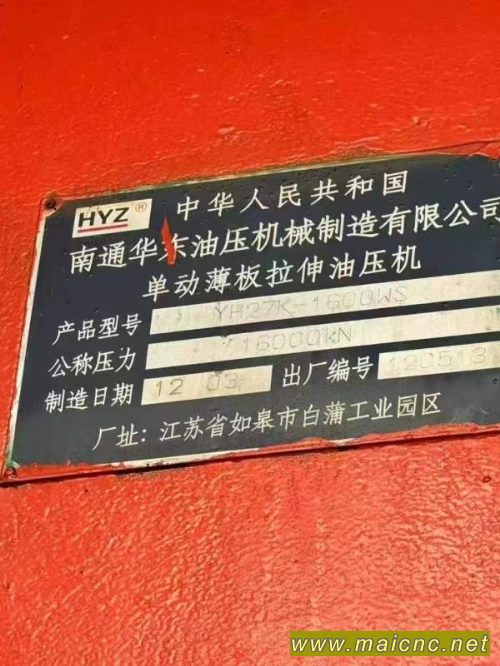 HYZ® 中华人民共和国
南通华东油压机械制造有限公司
单动薄板拉伸油压机
产品型号 YH27K-1600WS
公称压力 16000kN
制造日期 12 03 出厂编号 120513
厂址：江苏省如皋市白蒲工业园区
www.maicnc.net